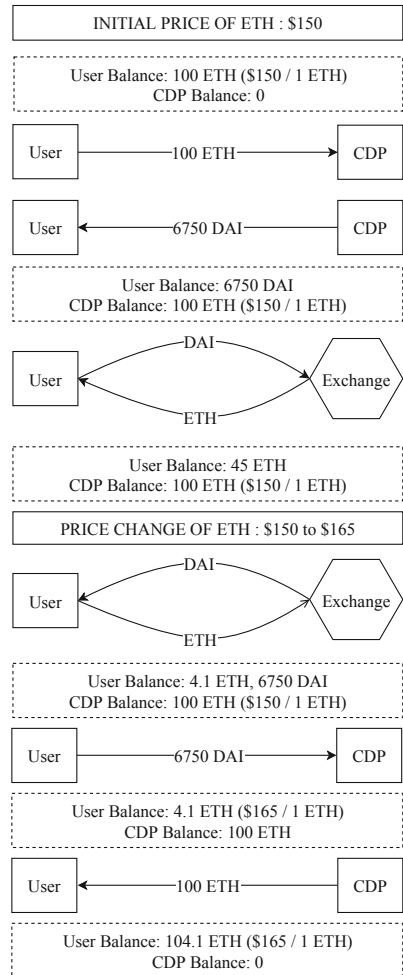 INITIAL PRICE OF ETH : $150
User Balance: 100 ETH ($150 / 1 ETH)
CDP Balance: 0
User
100 ETH
CDP
User
6750 DAI
CDP
User Balance: 6750 DAI
CDP Balance: 100 ETH ($150 / 1 ETH)
DAI
User
Exchange
ETH
User Balance: 45 ETH
CDP Balance: 100 ETH ($150 / 1 ETH)
PRICE CHANGE OF ETH : $150 to $165
DAI
User
Exchange
ETH
User Balance: 4.1 ETH, 6750 DAI
CDP Balance: 100 ETH ($150 / 1 ETH)
User
6750 DAI
CDP
User Balance: 4.1 ETH ($165 / 1 ETH)
CDP Balance: 100 ETH
User
100 ETH
CDP
User Balance: 104.1 ETH ($165 / 1 ETH)
CDP Balance: 0